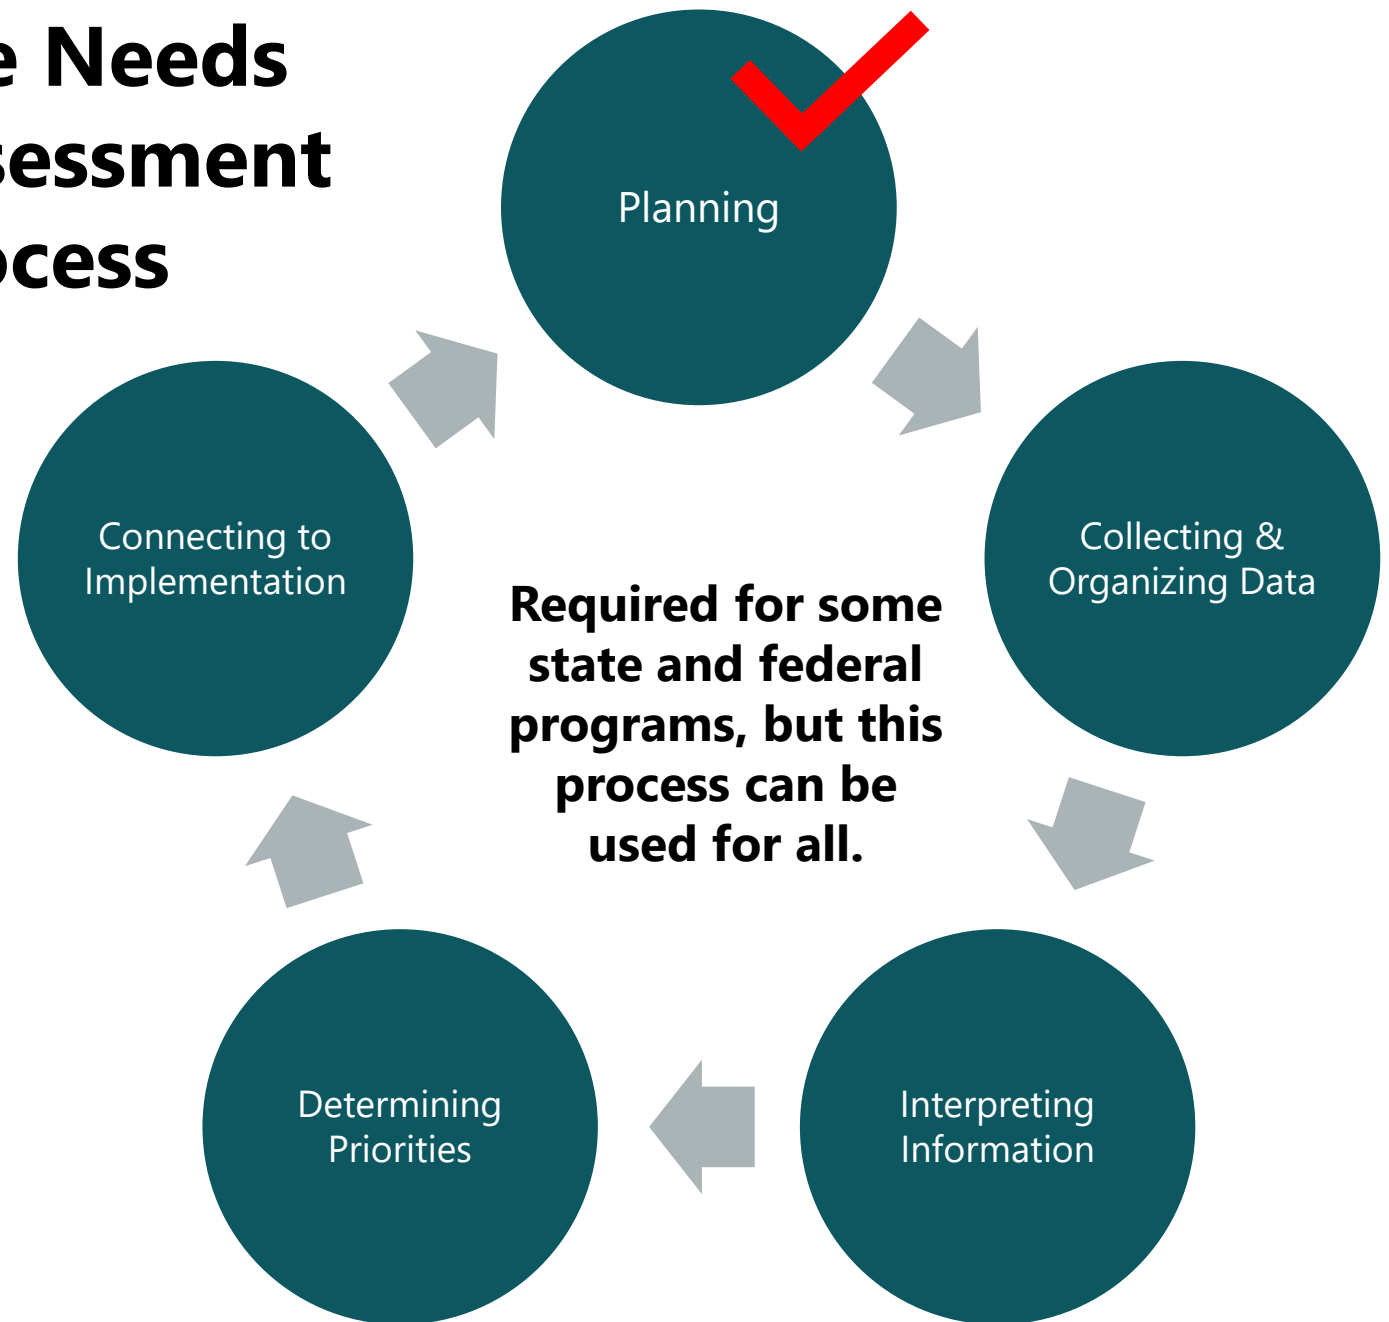 e Needs
sessment
ocess
Planning
Collecting &
Organizing Data
Interpreting
Information
Determining
Priorities
Connecting to
Implementation
Required for some
state and federal
programs, but this
process can be
used for all.